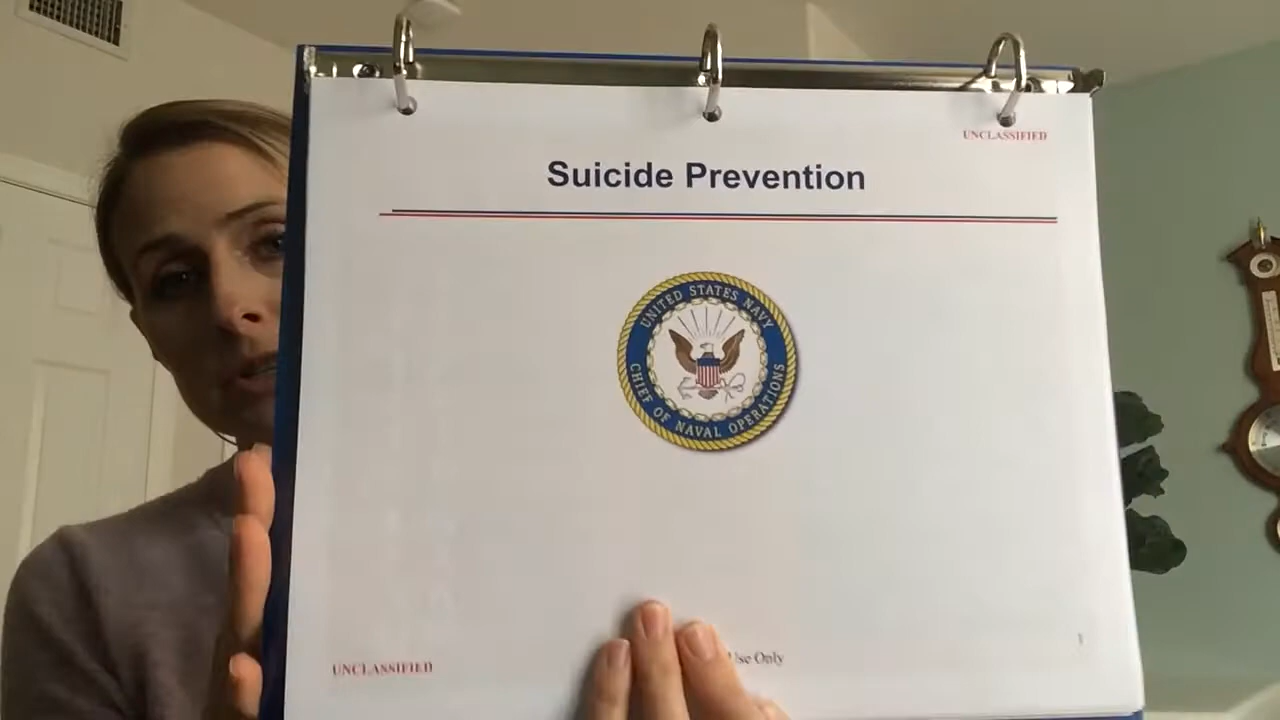 UNCLASSIFIED
Suicide Prevention
UNITED STATES NAVY
CHIEF OF NAVAL OPERATIONS
1
Use Only
UNCLASSIFIED